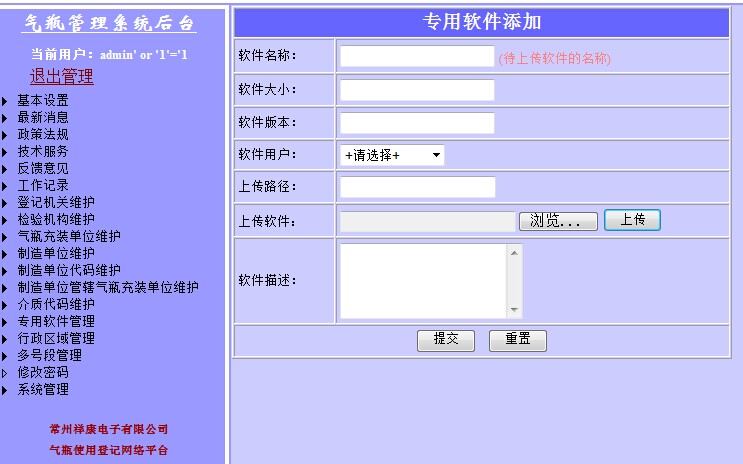 气瓶管理系统后台
当前用户：admin' or '1'='1
退出管理
基本设置
最新消息
政策法规
技术服务
反馈意见
工作记录
登记机关维护
检验机构维护
气瓶充装单位维护
制造单位维护
制造单位代码维护
制造单位管辖气瓶充装单位维护
介质代码维护
专用软件管理
行政区域管理
多号段管理
修改密码
系统管理
常州禄康电子有限公司
气瓶使用登记网络平台
专用软件添加
软件名称： (待上传软件的名称)
软件大小：
软件版本：
软件用户： +请选择+
上传路径：
上传软件： 浏览... 上传
软件描述：
提交 重置